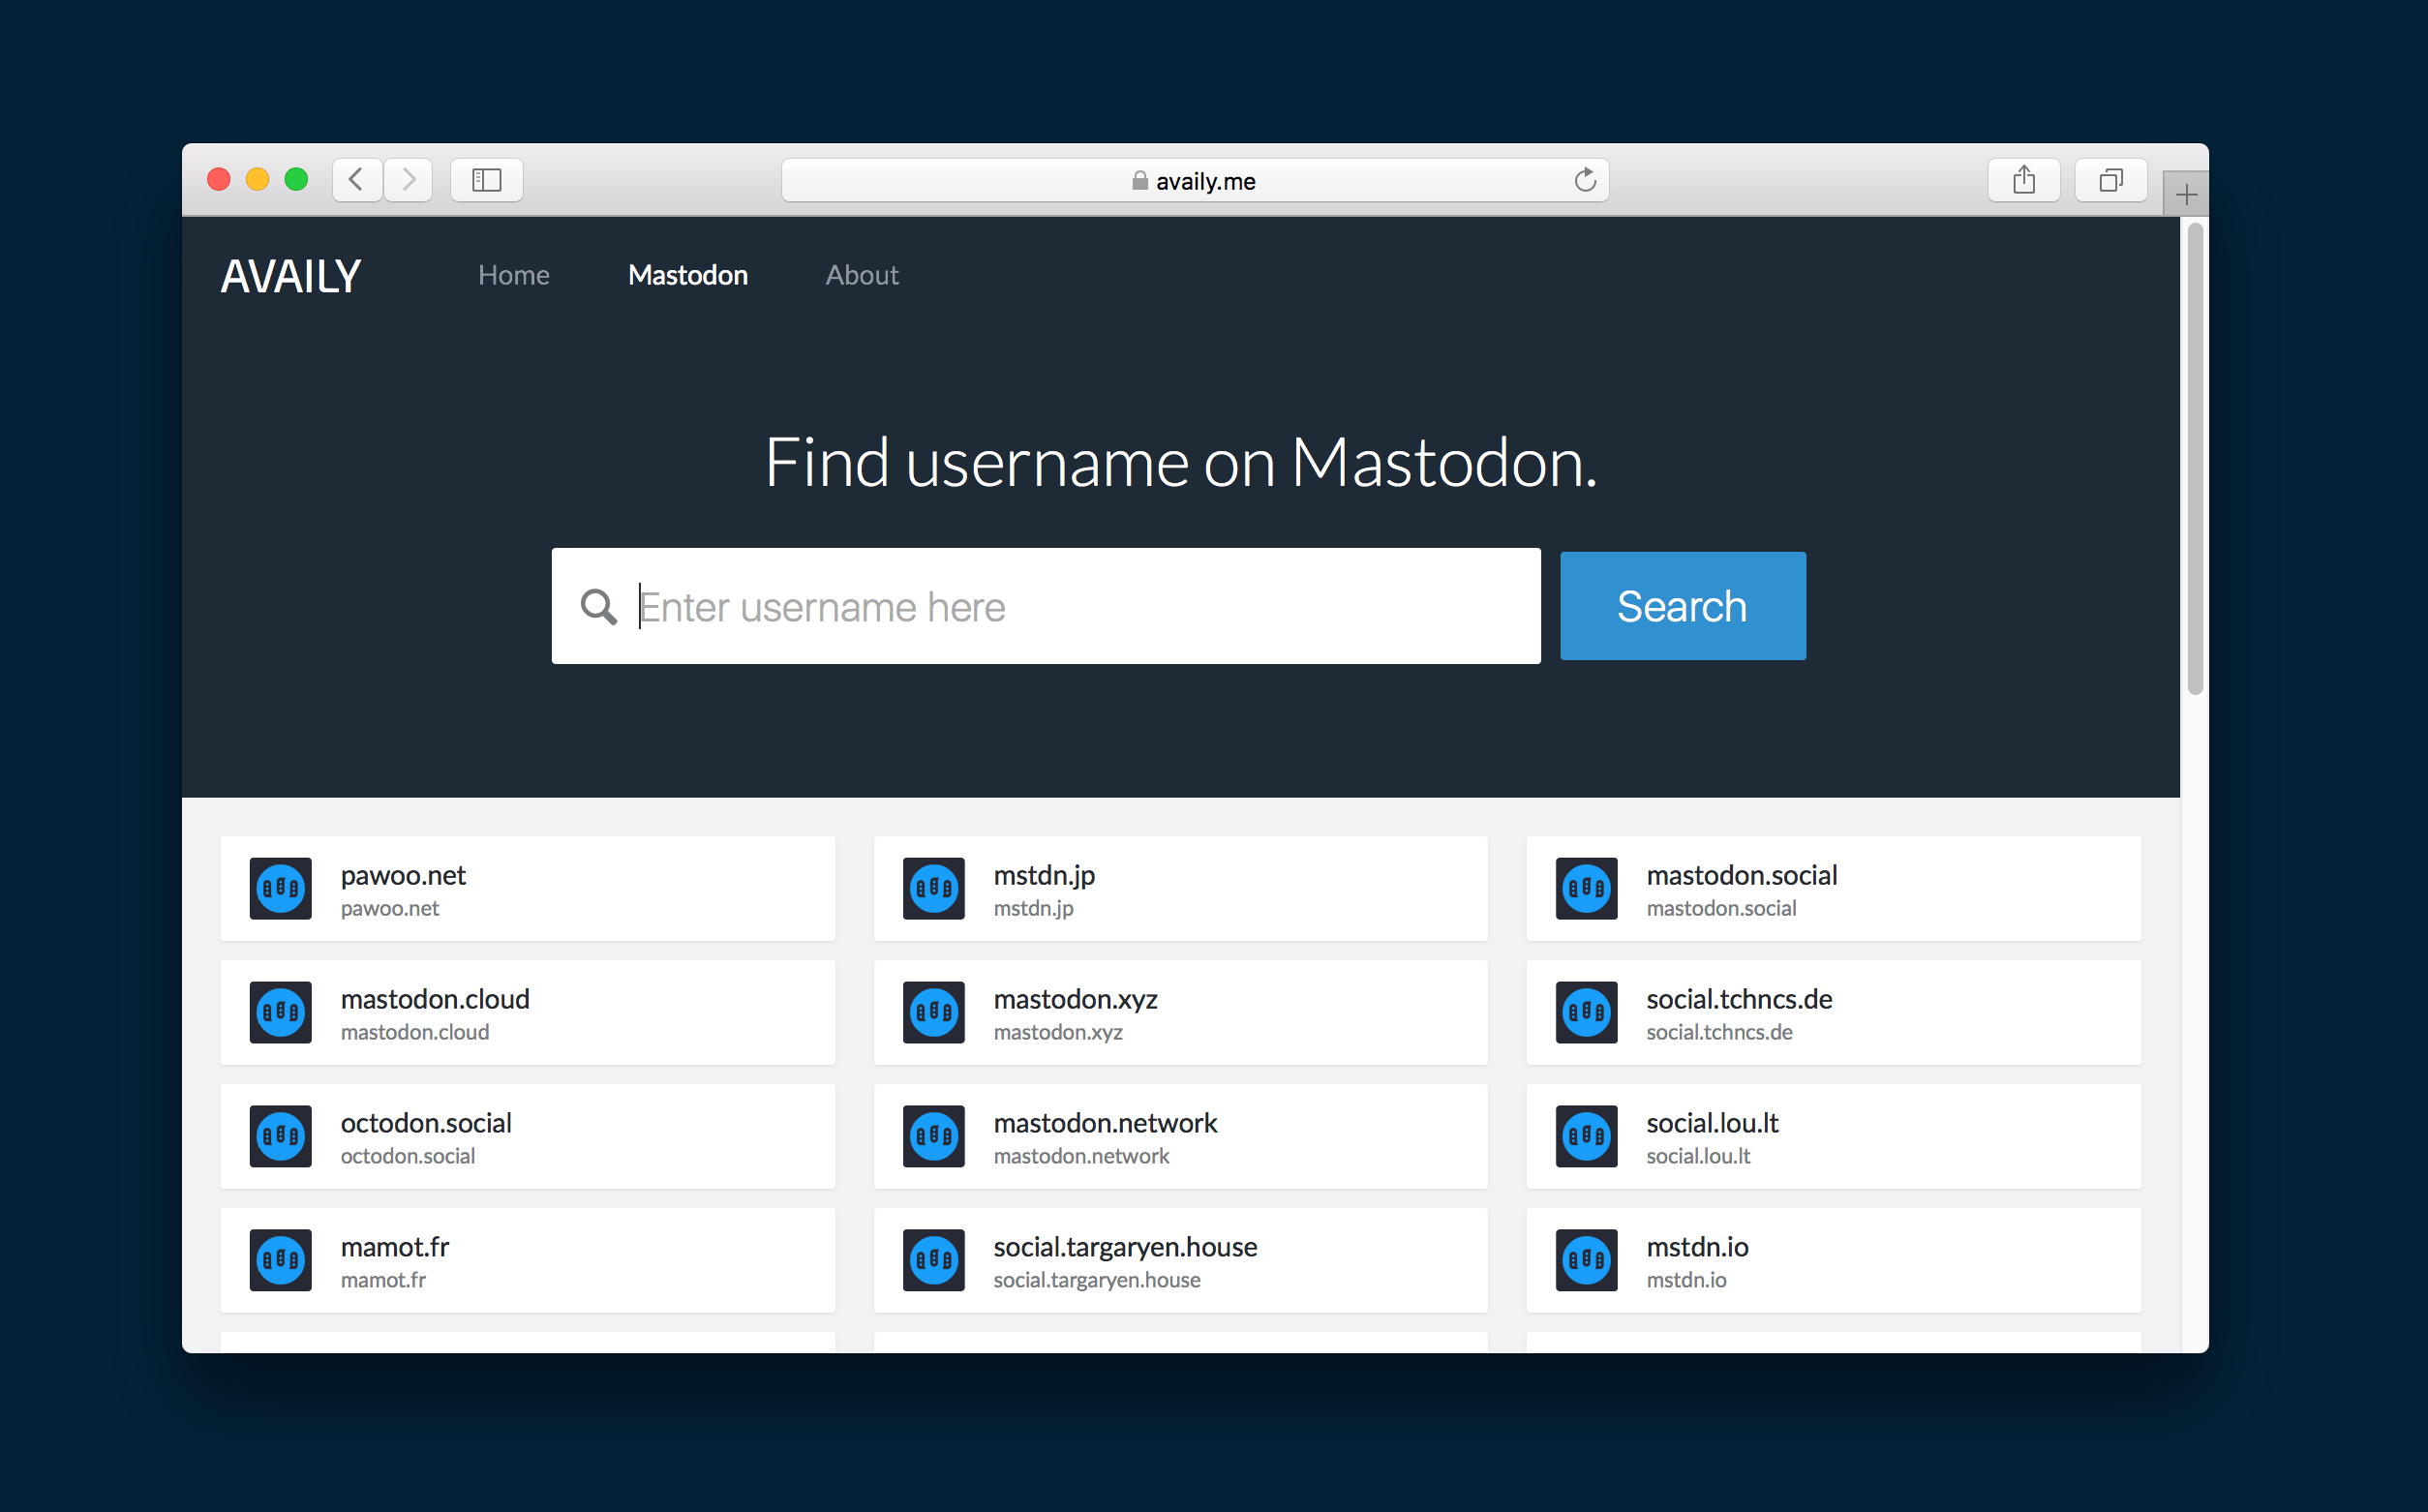 availy.me
AVAILY Home Mastodon About
Find username on Mastodon.
Enter username here Search
pawoo.net
pawoo.net
mstdn.jp
mstdn.jp
mastodon.social
mastodon.social
mastodon.cloud
mastodon.cloud
mastodon.xyz
mastodon.xyz
social.tchncs.de
social.tchncs.de
octodon.social
octodon.social
mastodon.network
mastodon.network
social.lou.lt
social.lou.lt
mamot.fr
mamot.fr
social.targaryen.house
social.targaryen.house
mstdn.io
mstdn.io